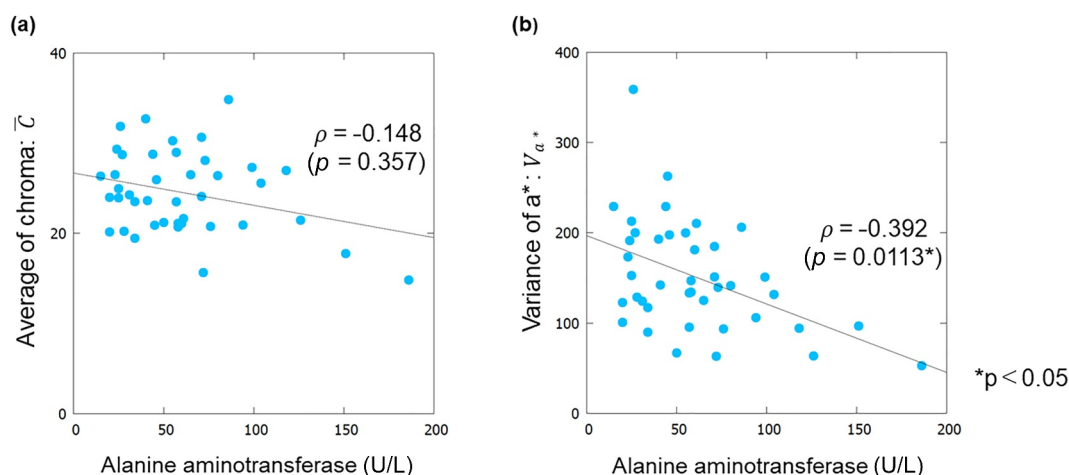 (a)
40
20
0
Average of chroma: C̅
ρ = -0.148
(p = 0.357)
0 50 100 150 200
Alanine aminotransferase (U/L)
(b)
400
300
200
100
0
Variance of a* : Vₐ*
ρ = -0.392
(p = 0.0113*)
*p < 0.05
0 50 100 150 200
Alanine aminotransferase (U/L)